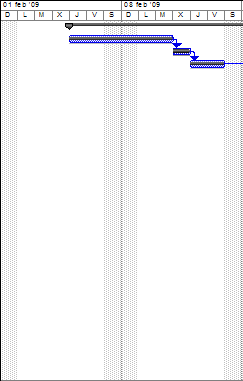 01 feb '09 08 feb '09
D L M X J V S D L M X J V S